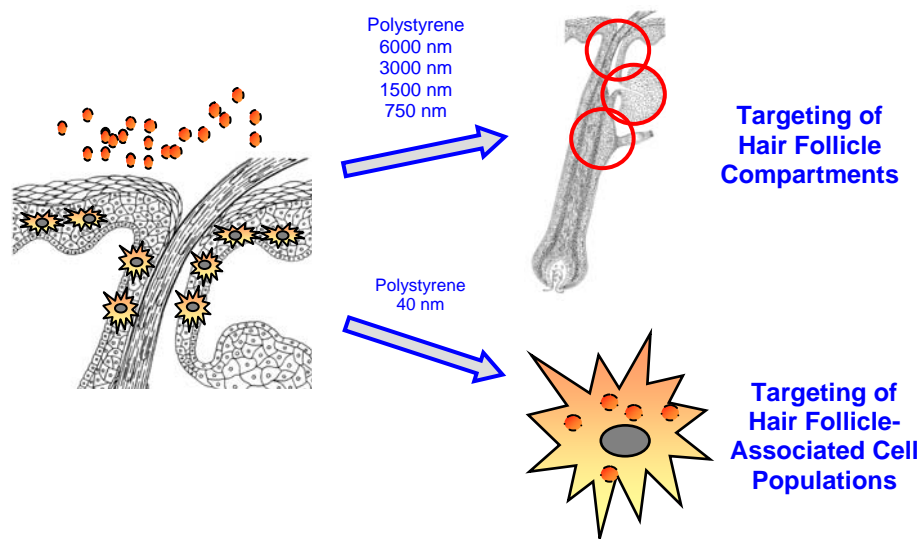 Polystyrene
6000 nm
3000 nm
1500 nm
750 nm
Targeting of
Hair Follicle
Compartments
Polystyrene
40 nm
Targeting of
Hair Follicle-
Associated Cell
Populations